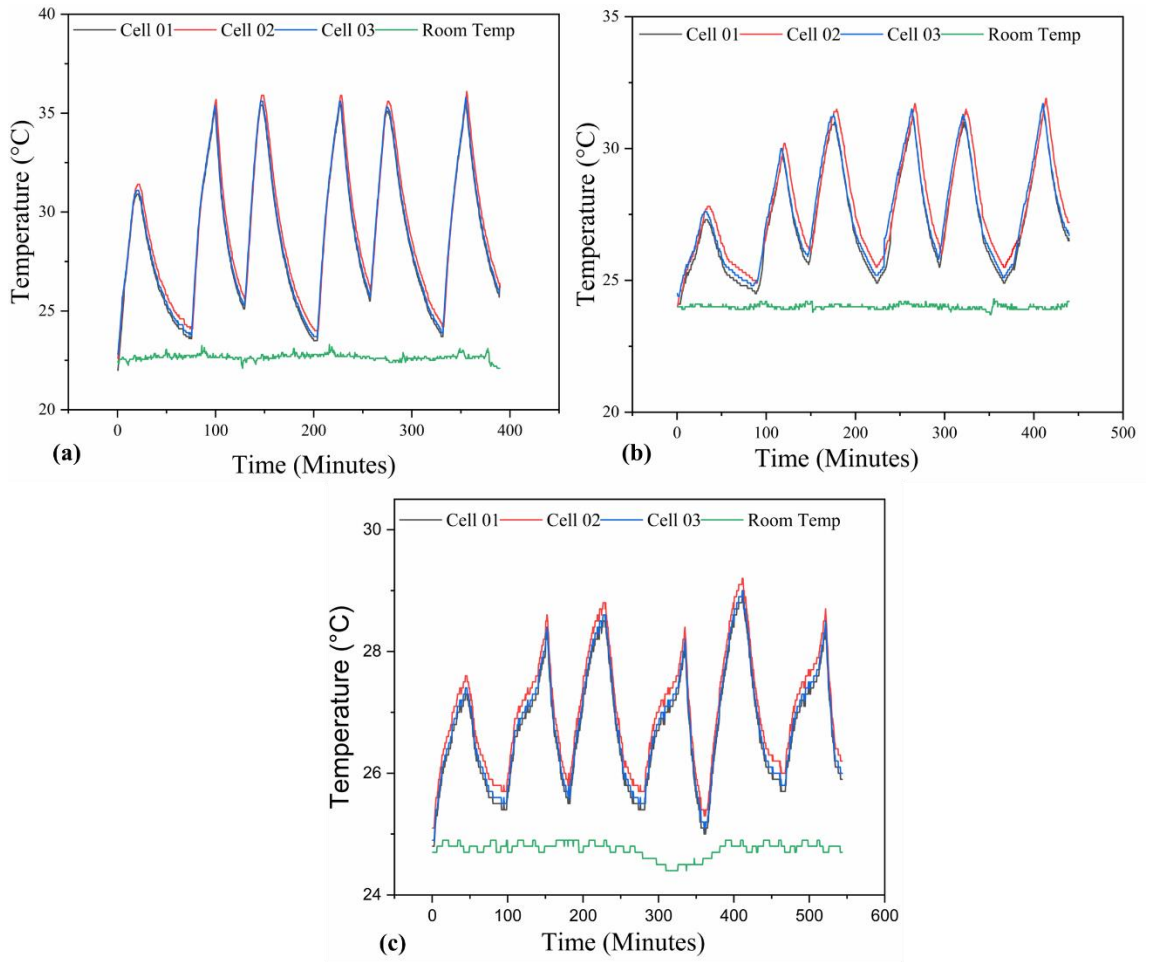 Cell 01 Cell 02 Cell 03 Room Temp
40
35
30
25
20
Temperature (°C)
0 100 200 300 400
(a)
Time (Minutes)
Cell 01 Cell 02 Cell 03 Room Temp
35
30
25
20
Temperature (°C)
0 100 200 300 400 500
(b)
Time (Minutes)
Cell 01 Cell 02 Cell 03 Room Temp
30
28
26
24
Temperature (°C)
0 100 200 300 400 500 600
(c)
Time (Minutes)